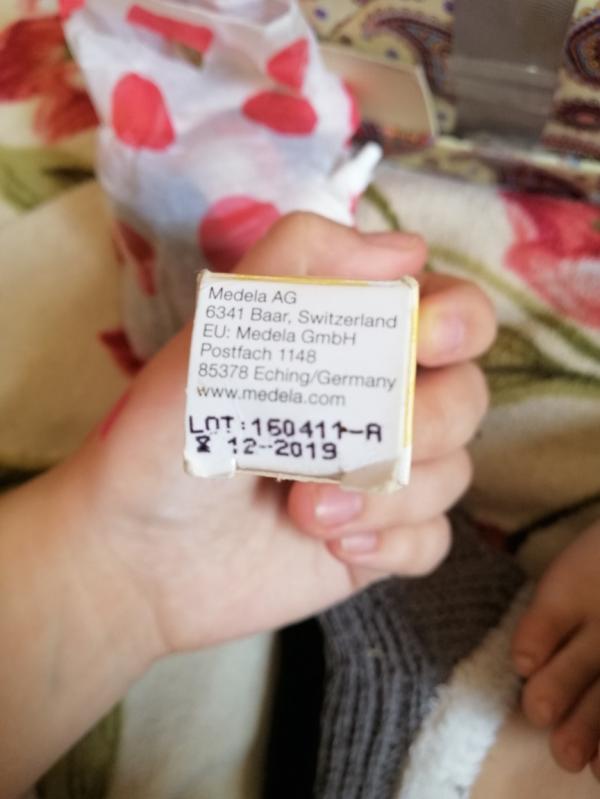 Medela AG
6341 Baar, Switzerland
EU: Medela GmbH
Postfach 1148
85378 Eching/Germany
www.medela.com
LOT:160411-A
12-2019